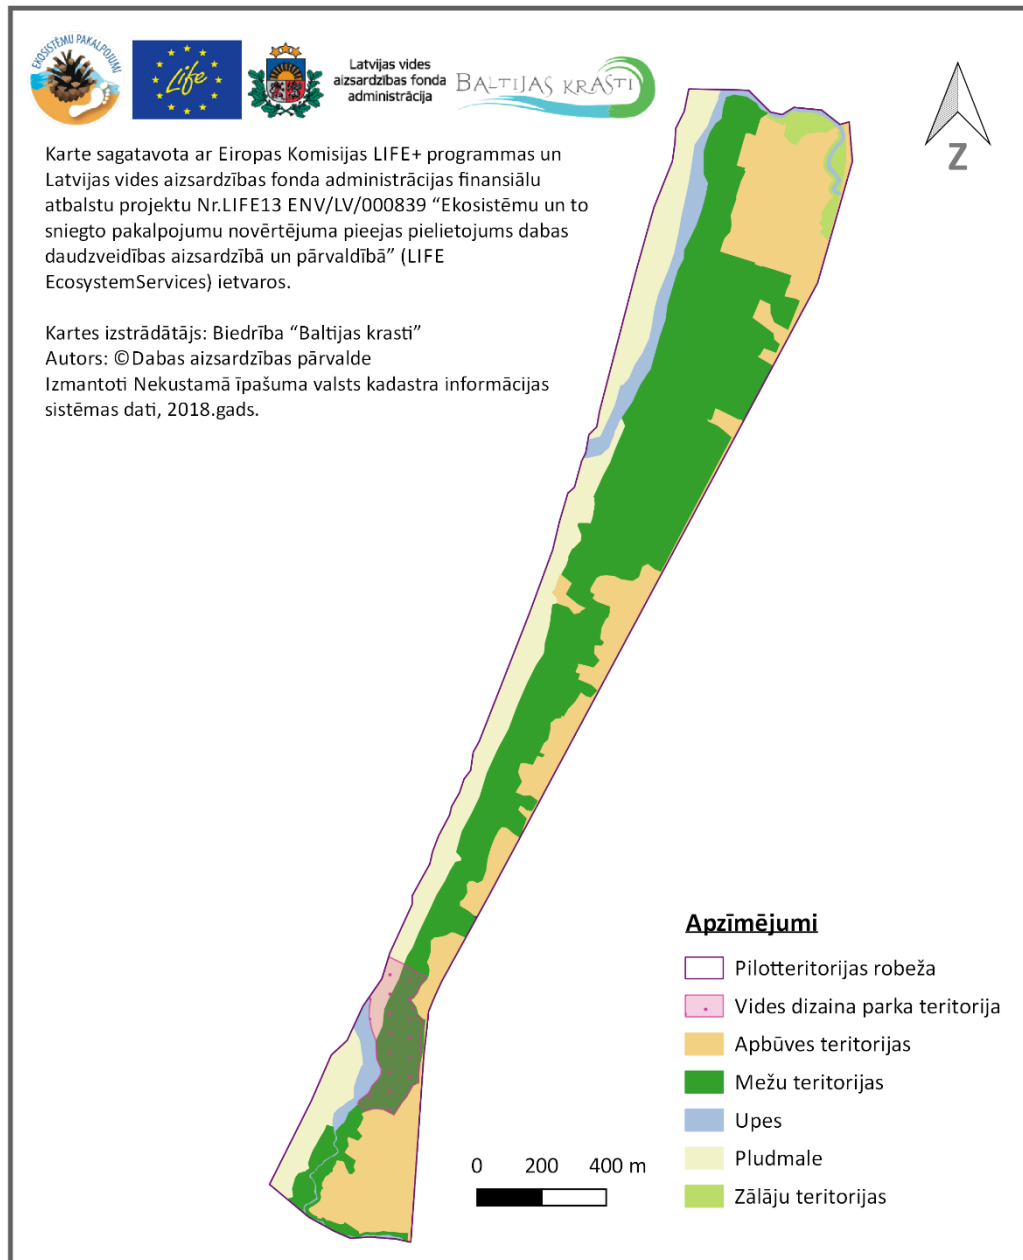 EKOSISTĒMU PAKALPOJUMI
Life
Latvijas vides
aizsardzības fonda
administrācija
BALTIJAS KRASTI
Karte sagatavota ar Eiropas Komisijas LIFE+ programmas un
Latvijas vides aizsardzības fonda administrācijas finansiālu
atbalstu projektu Nr.LIFE13 ENV/LV/000839 “Ekosistēmu un to
sniegto pakalpojumu novērtējuma pieejas pielietojums dabas
daudzveidības aizsardzībā un pārvaldībā” (LIFE
EcosystemServices) ietvaros.
Kartes izstrādātājs: Biedrība “Baltijas krasti”
Autors: ©Dabas aizsardzības pārvalde
Izmantoti Nekustamā īpašuma valsts kadastra informācijas
sistēmas dati, 2018.gads.
Z
Apzīmējumi
Pilotteritorijas robeža
Vides dizaina parka teritorija
Apbūves teritorijas
Mežu teritorijas
Upes
Pludmale
Zālāju teritorijas
0 200 400 m